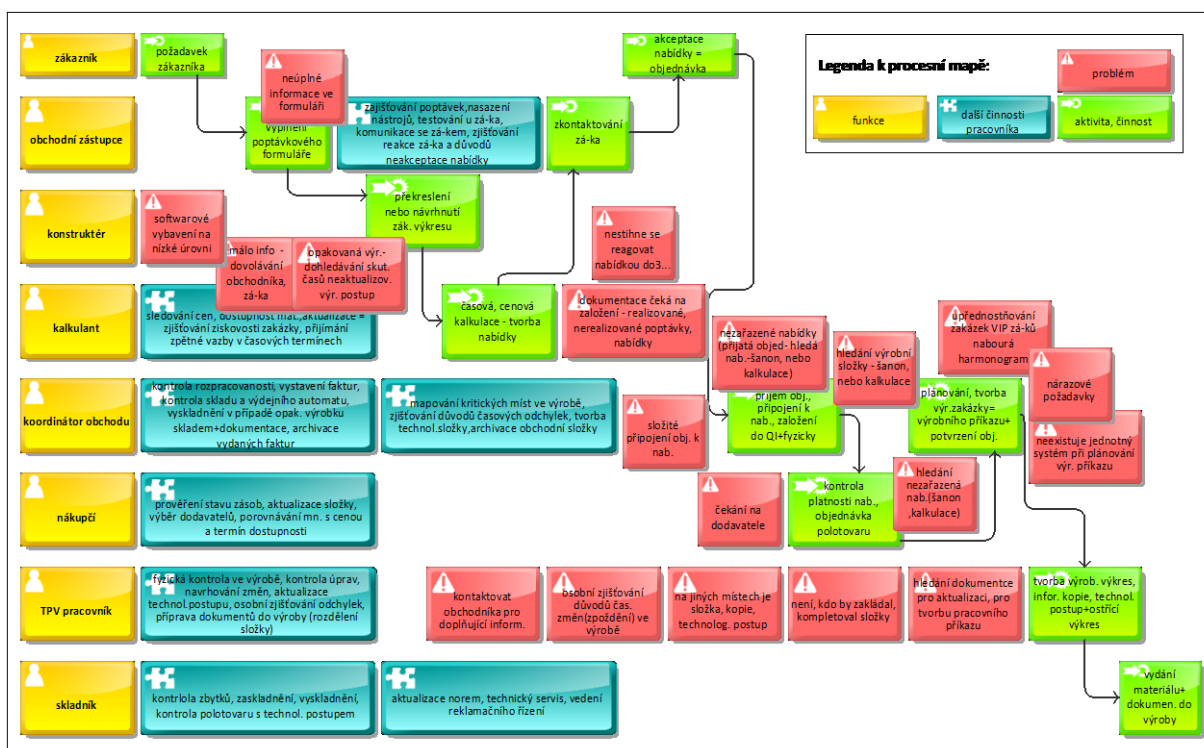 zákazník
požadavek
zákazníka
neúplné
informace ve
formuláři
akceptace
nabídky =
objednávka
Legenda k procesní mapě:
problém
funkce
další činnosti
pracovníka
aktivita, činnost
obchodní zástupce
vyplnění
poptávkového
formuláře
zajišťování poptávek,nasazení
nástrojů, testování u zá-ka,
komunikace se zá-kem, zjišťování
reakce zá-ka a důvodů
neakceptace nabídky
zkontaktování
zá-ka
konstruktér
softwarové
vybavení na
nízké úrovni
málo info -
dovolávání
obchodníka,
zá-ka
opakovaná výr.-
dohledávání skut.
časů neaktualizov.
výr. postup
překreslení
nebo návrhnutí
zák. výkresu
nestihne se
reagovat
nabídkou do3...
kalkulant
sledování cen, dostupnost mat.,aktualizace =
zjišťování ziskovosti zakázky, přijímání
zpětné vazby v časových termínech
časová, cenová
kalkulace - tvorba
nabídky
dokumentace čeká na
založení - realizované,
nerealizované poptávky,
nabídky
nezařazené nabídky
(přijatá objed- hledá
nab.-šanon, nebo
kalkulace)
hledání výrobní
složky - šanon,
nebo kalkulace
upřednostňování
zakázek VIP zá-ků
nabourá
harmonogram
nárazové
požadavky
koordinátor obchodu
kontrola rozpracovanosti, vystavení faktur,
kontrola skladu a výdejního automatu,
vyskladnění v případě opak. výrobku
skladem+dokumentace, archivace
vydaných faktur
mapování kritických míst ve výrobě,
zjišťování důvodů časových odchylek, tvorba
technol.složky,archivace obchodní složky
složité
připojení obj. k
nab.
příjem obj.,
připojení k
nab., založení
do QI+fyzicky
plánování, tvorba
výr.zakázky=
výrobního příkazu+
potvrzení obj.
neexistuje jednotný
systém při plánování
výr. příkazu
nákupčí
prověření stavu zásob, aktualizace složky,
výběr dodavatelů, porovnávání mn. s cenou
a termín dostupnosti
čekání na
dodavatele
kontrola
platnosti nab.,
objednávka
polotovaru
hledání
nezařazená
nab.(šanon
,kalkulace)
TPV pracovník
fyzická kontrola ve výrobě, kontrola úprav,
navrhování změn, aktualizace
technol.postupu, osobní zjišťování odchylek,
příprava dokumentů do výroby (rozdělení
složky)
kontaktovat
obchodníka pro
doplňující inform.
osobní zjišťování
důvodů čas.
změn(zpoždění) ve
výrobě
na jiných místech je
složka, kopie,
technolog. postup
není, kdo by zakládal,
kompletoval složky
hledání dokumentce
pro aktualizaci, pro
tvorbu pracovního
příkazu
tvorba výrob. výkres,
infor. kopie, technol.
postup+ostřící
výkres
skladník
kontrlola zbytků, zaskladnění, vyskladnění,
kontrola polotovaru s technol. postupem
aktualizace norem, technický servis, vedení
reklamačního řízení
vydání
materiálu+
dokumen. do
výroby